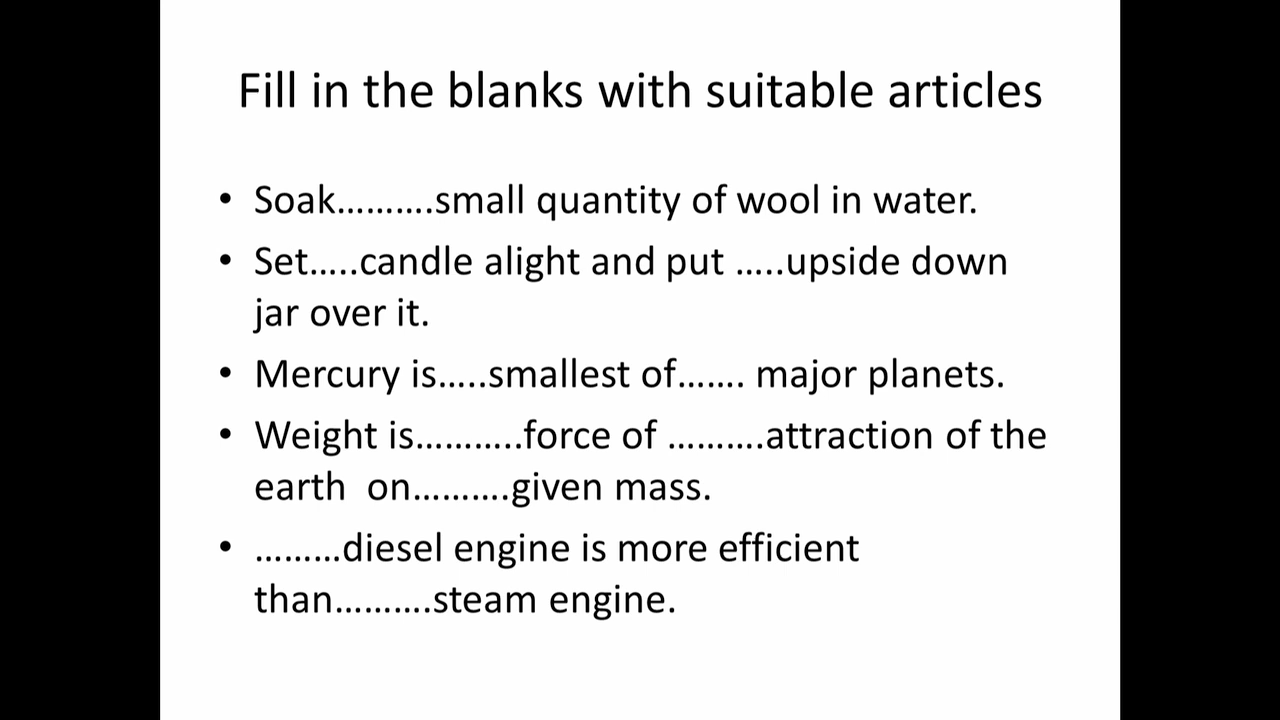 Fill in the blanks with suitable articles
• Soak……….small quantity of wool in water.
• Set…..candle alight and put …..upside down
jar over it.
• Mercury is…..smallest of……. major planets.
• Weight is………..force of ……….attraction of the
earth  on……….given mass.
• ………diesel engine is more efficient
than……….steam engine.